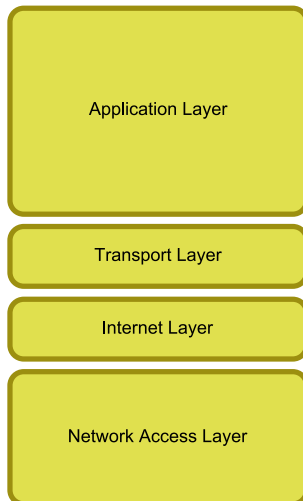 Application Layer
Transport Layer
Internet Layer
Network Access Layer